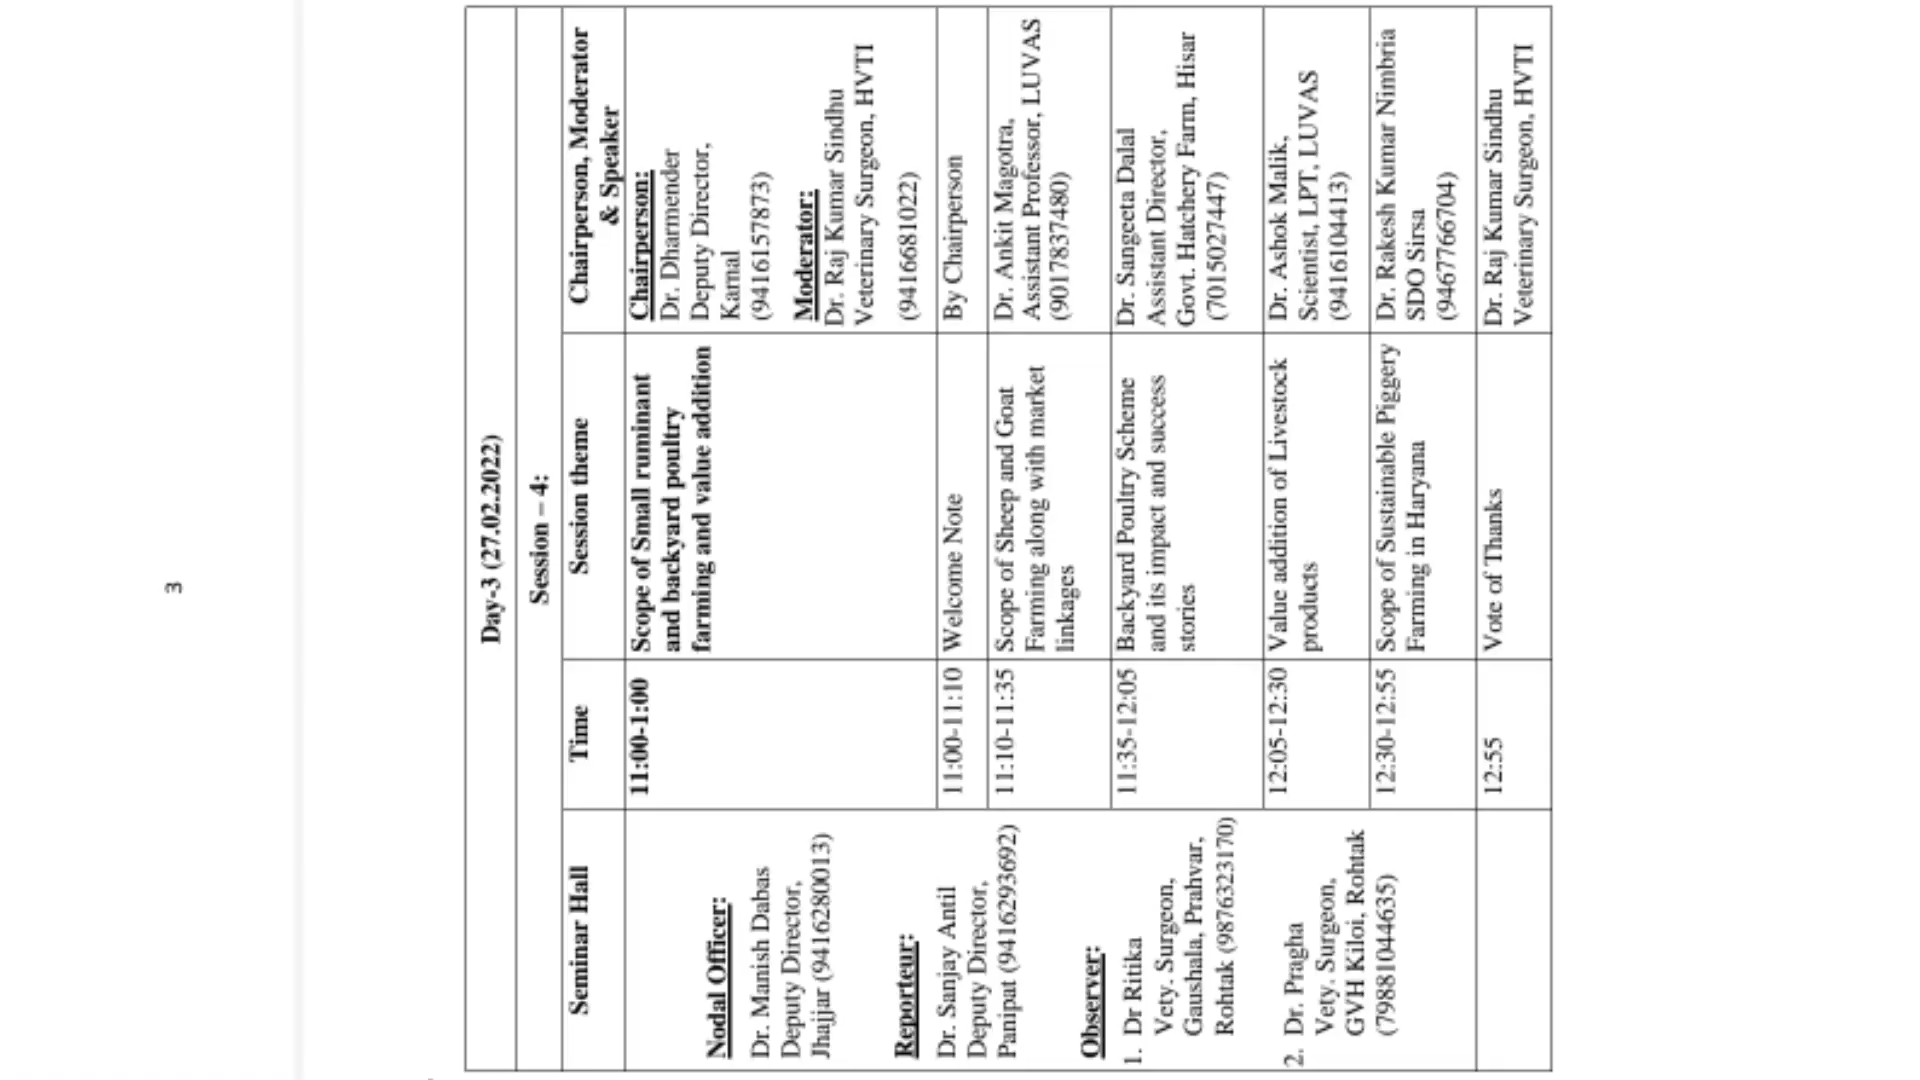 Day-3 (27.02.2022)
Session – 4:
Seminar Hall
Time
Session theme
Chairperson, Moderator
& Speaker
Nodal Officer:
Dr. Manish Dabas
Deputy Director,
Jhajjar (9416280013)
Reporteur:
Dr. Sanjay Antil
Deputy Director,
Panipat (9416293692)
Observer:
1. Dr Ritika
Vety. Surgeon,
Gaushala, Prahvar,
Rohtak (9876323170)
2. Dr. Pragha
Vety. Surgeon,
GVH Kiloi, Rohtak
(79881044635)
11:00-1:00
Scope of Small ruminant
and backyard poultry
farming and value addition
Chairperson:
Dr. Dharmender
Deputy Director,
Karnal
(9416157873)
Moderator:
Dr. Raj Kumar Sindhu
Veterinary Surgeon, HVTI
(9416681022)
11:00-11:10
Welcome Note
By Chairperson
11:10-11:35
Scope of Sheep and Goat
Farming along with market
linkages
Dr. Ankit Magotra,
Assistant Professor, LUVAS
(9017837480)
11:35-12:05
Backyard Poultry Scheme
and its impact and success
stories
Dr. Sangeeta Dalal
Assistant Director,
Govt. Hatchery Farm, Hisar
(7015027447)
12:05-12:30
Value addition of Livestock
products
Dr. Ashok Malik,
Scientist, LPT, LUVAS
(9416104413)
12:30-12:55
Scope of Sustainable Piggery
Farming in Haryana
Dr. Rakesh Kumar Nimbria
SDO Sirsa
(9467766704)
12:55
Vote of Thanks
Dr. Raj Kumar Sindhu
Veterinary Surgeon, HVTI
3